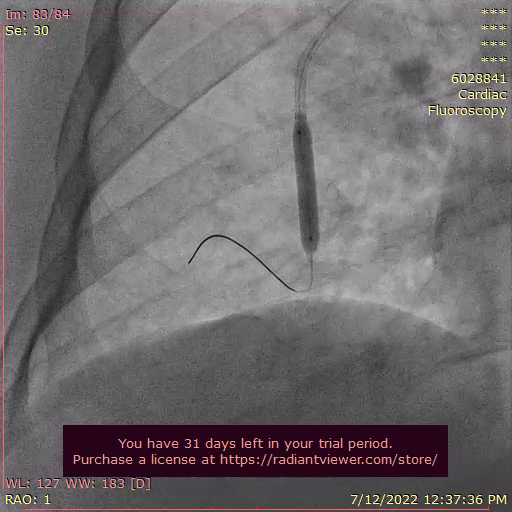 Im: 83/84
Se: 30
***
***
***
***
6028841
Cardiac
Fluoroscopy
You have 31 days left in your trial period.
Purchase a license at https://radiantviewer.com/store/
WL: 127 WW: 183 [D]
RAO: 1
7/12/2022 12:37:36 PM